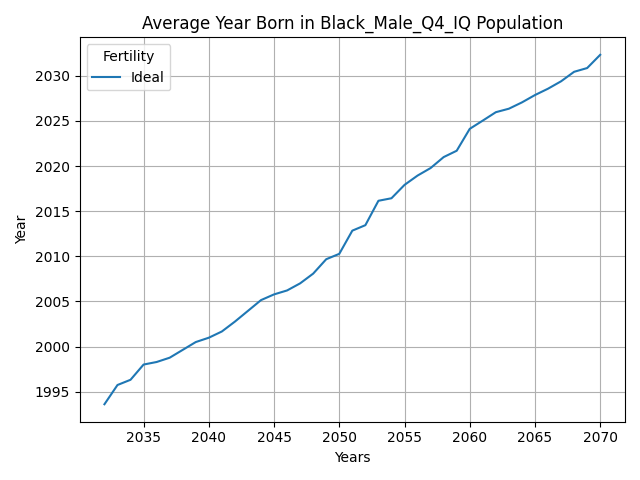 Average Year Born in Black_Male_Q4_IQ Population
Fertility
Ideal
Year
2030
2025
2020
2015
2010
2005
2000
1995
2035 2040 2045 2050 2055 2060 2065 2070
Years